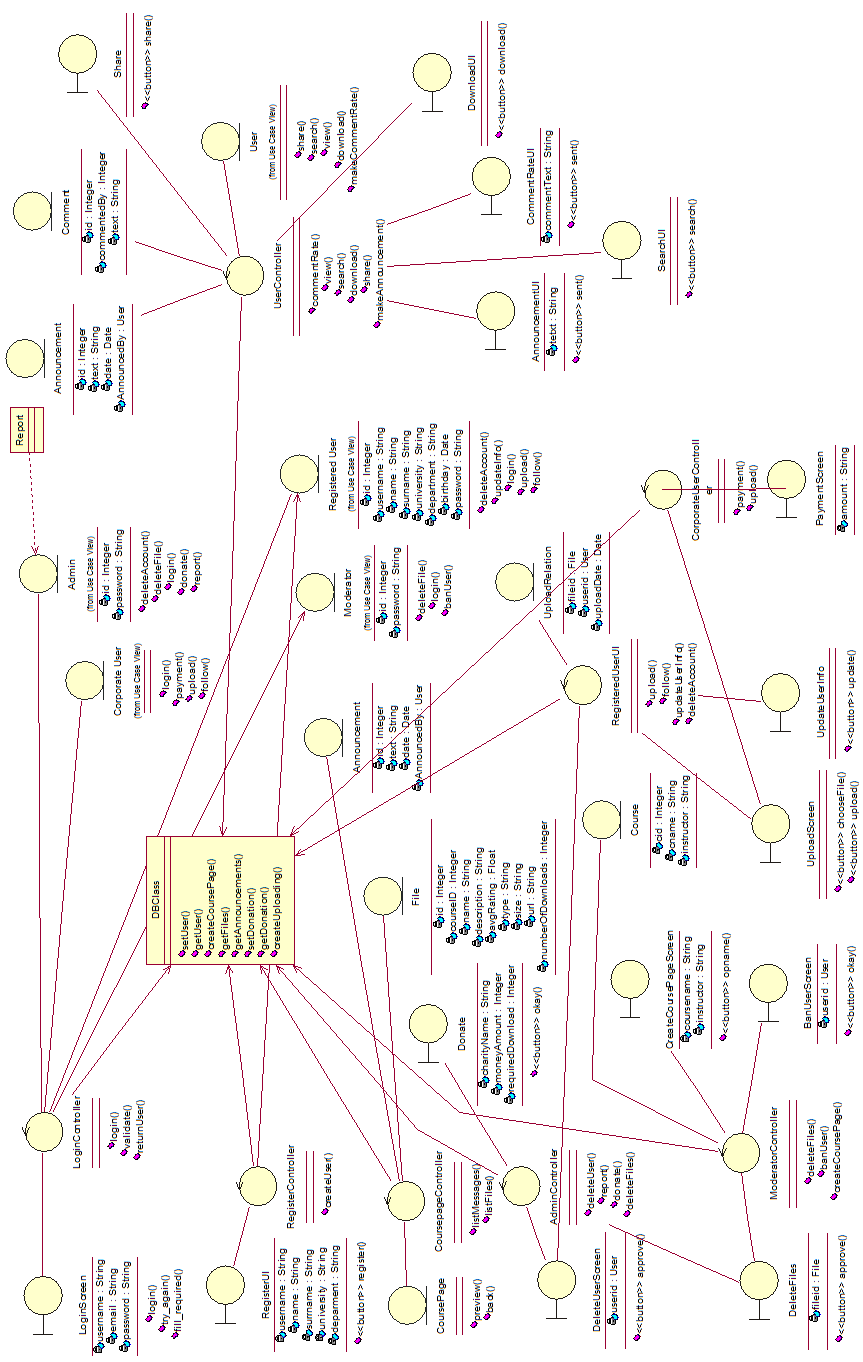 LoginScreen
username : String
email : String
password : String
login()
try_again()
fill_required()
LoginController
login()
validate()
returnUser()
Corporate User
(from Use Case View)
login()
payment()
upload()
follow()
Admin
(from Use Case View)
id : Integer
password : String
deleteAccount()
deleteFile()
login()
donate()
report()
Report
Announcement
id : Integer
text : String
date : Date
AnnouncedBy : User
Comment
id : Integer
commentedBy : Integer
text : String
Share
<<button>> share()
User
(from Use Case View)
share()
search()
view()
download()
makeCommentRate()
UserController
commentRate()
view()
search()
download()
share()
makeAnnouncement()
DBClass
setUser()
getUser()
createCoursePage()
getFiles()
getAnnouncements()
setDonation()
getDonation()
createUploading()
RegisterUI
username : String
name : String
surname : String
university : String
deparment : String
<<button>> register()
RegisterController
createUser()
Announcement
id : Integer
text : String
date : Date
AnnouncedBy : User
Moderator
(from Use Case View)
id : Integer
password : String
deleteFile()
login()
banUser()
Registered User
(from Use Case View)
id : Integer
username : String
name : String
surname : String
university : String
department : String
birthday : Date
password : String
deleteAccount()
updateInfo()
login()
upload()
follow()
DownloadUI
<<button>> download()
CommentRateUI
commentText : String
<<button>> sent()
AnnouncementUI
tetxt : String
<<button>> sent()
SearchUI
<<button>> search()
CoursePage
preview()
back()
CoursepageController
listMessages()
listFiles()
Donate
charityName : String
moneyAmount : Integer
requiredDownload : Integer
<<button>> okay()
File
id : Integer
courseID : Integer
name : String
description : String
avgRating : Float
type : String
size : String
url : String
numberOfDownloads : Integer
UploadRelation
fileid : File
userid : User
uploadDate : Date
DeleteUserScreen
userid : User
<<button>> approve()
AdminController
deleteUser()
report()
donate()
deleteFiles()
RegisteredUserUI
upload()
follow()
updateUserInfo()
deleteAccount()
Course
cid : Integer
cname : String
instructor : String
CreateCoursePageScreen
coursename : String
instructor : String
<<button>> opname()
CorporateUserControll
er
payment()
upload()
PaymentScreen
amount : String
DeleteFiles
fileid : File
<<button>> approve()
ModeratorController
deleteFiles()
banUser()
createCoursePage()
BanUserScreen
userid : User
<<button>> okay()
UploadScreen
<<button>> chooseFile()
<<button>> upload()
UpdateUserInfo
<<button>> update()